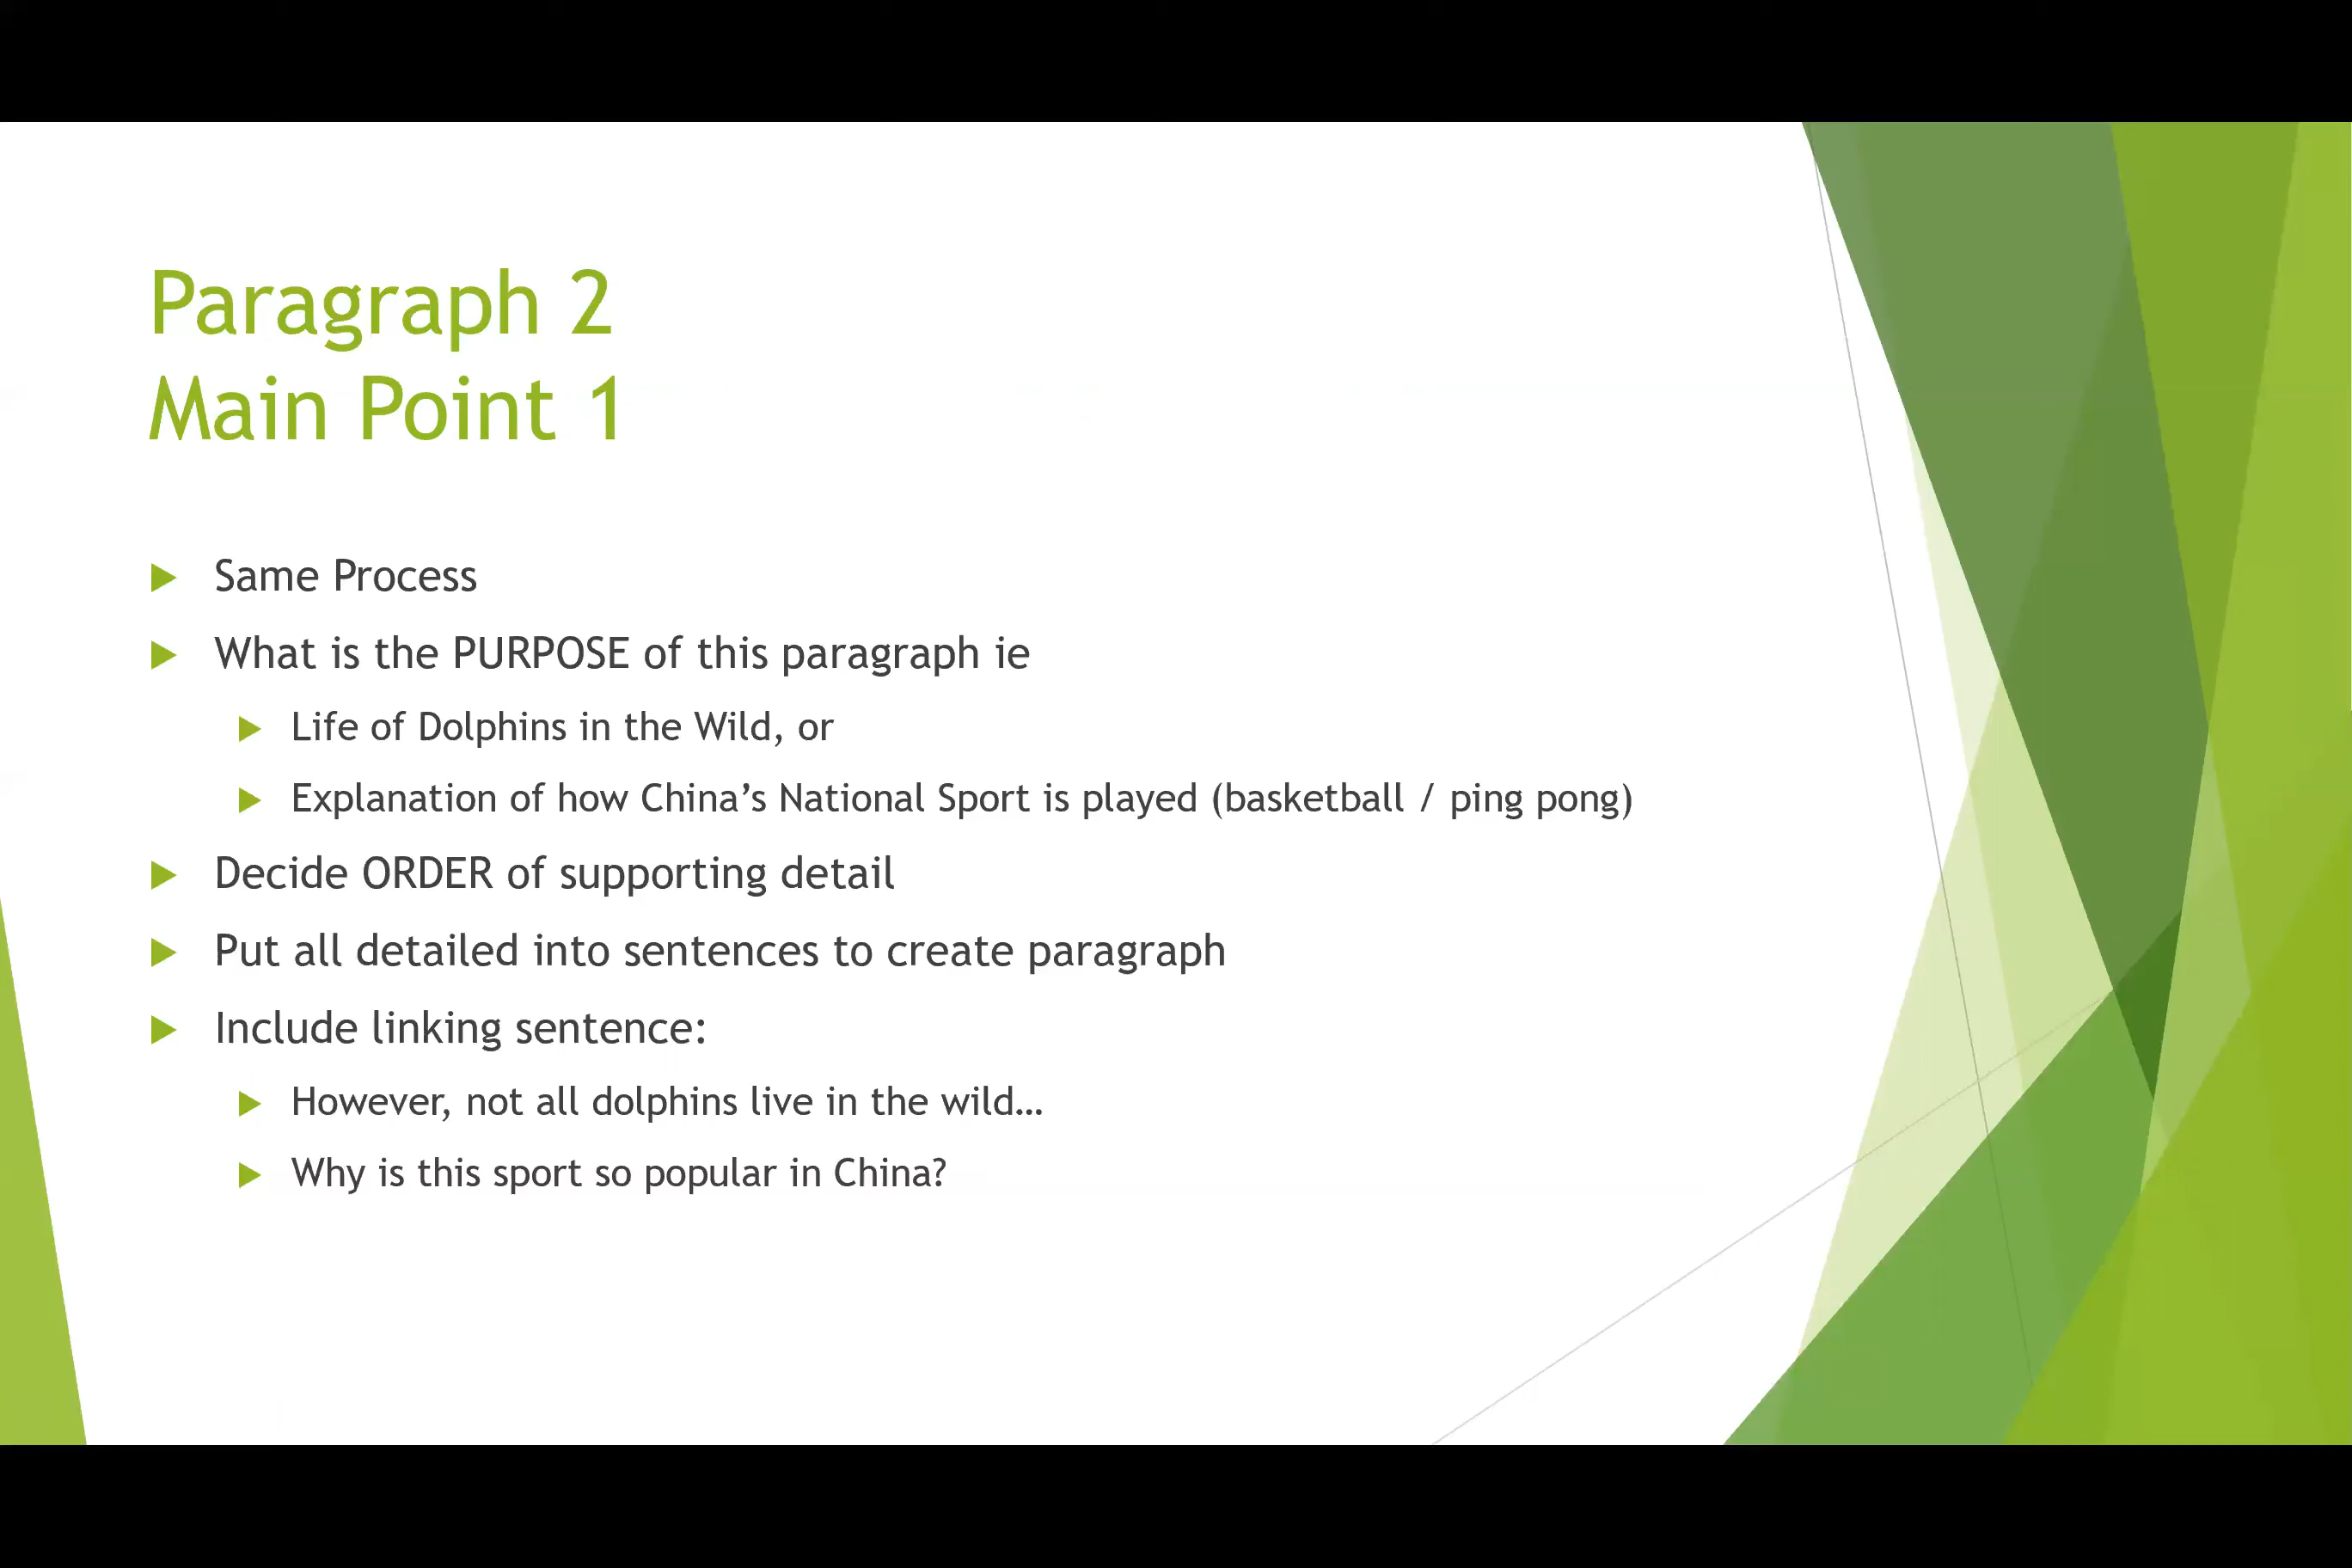 Paragraph 2
Main Point 1
Same Process
What is the PURPOSE of this paragraph ie
Life of Dolphins in the Wild, or
Explanation of how China’s National Sport is played (basketball / ping pong)
Decide ORDER of supporting detail
Put all detailed into sentences to create paragraph
Include linking sentence:
However, not all dolphins live in the wild…
Why is this sport so popular in China?